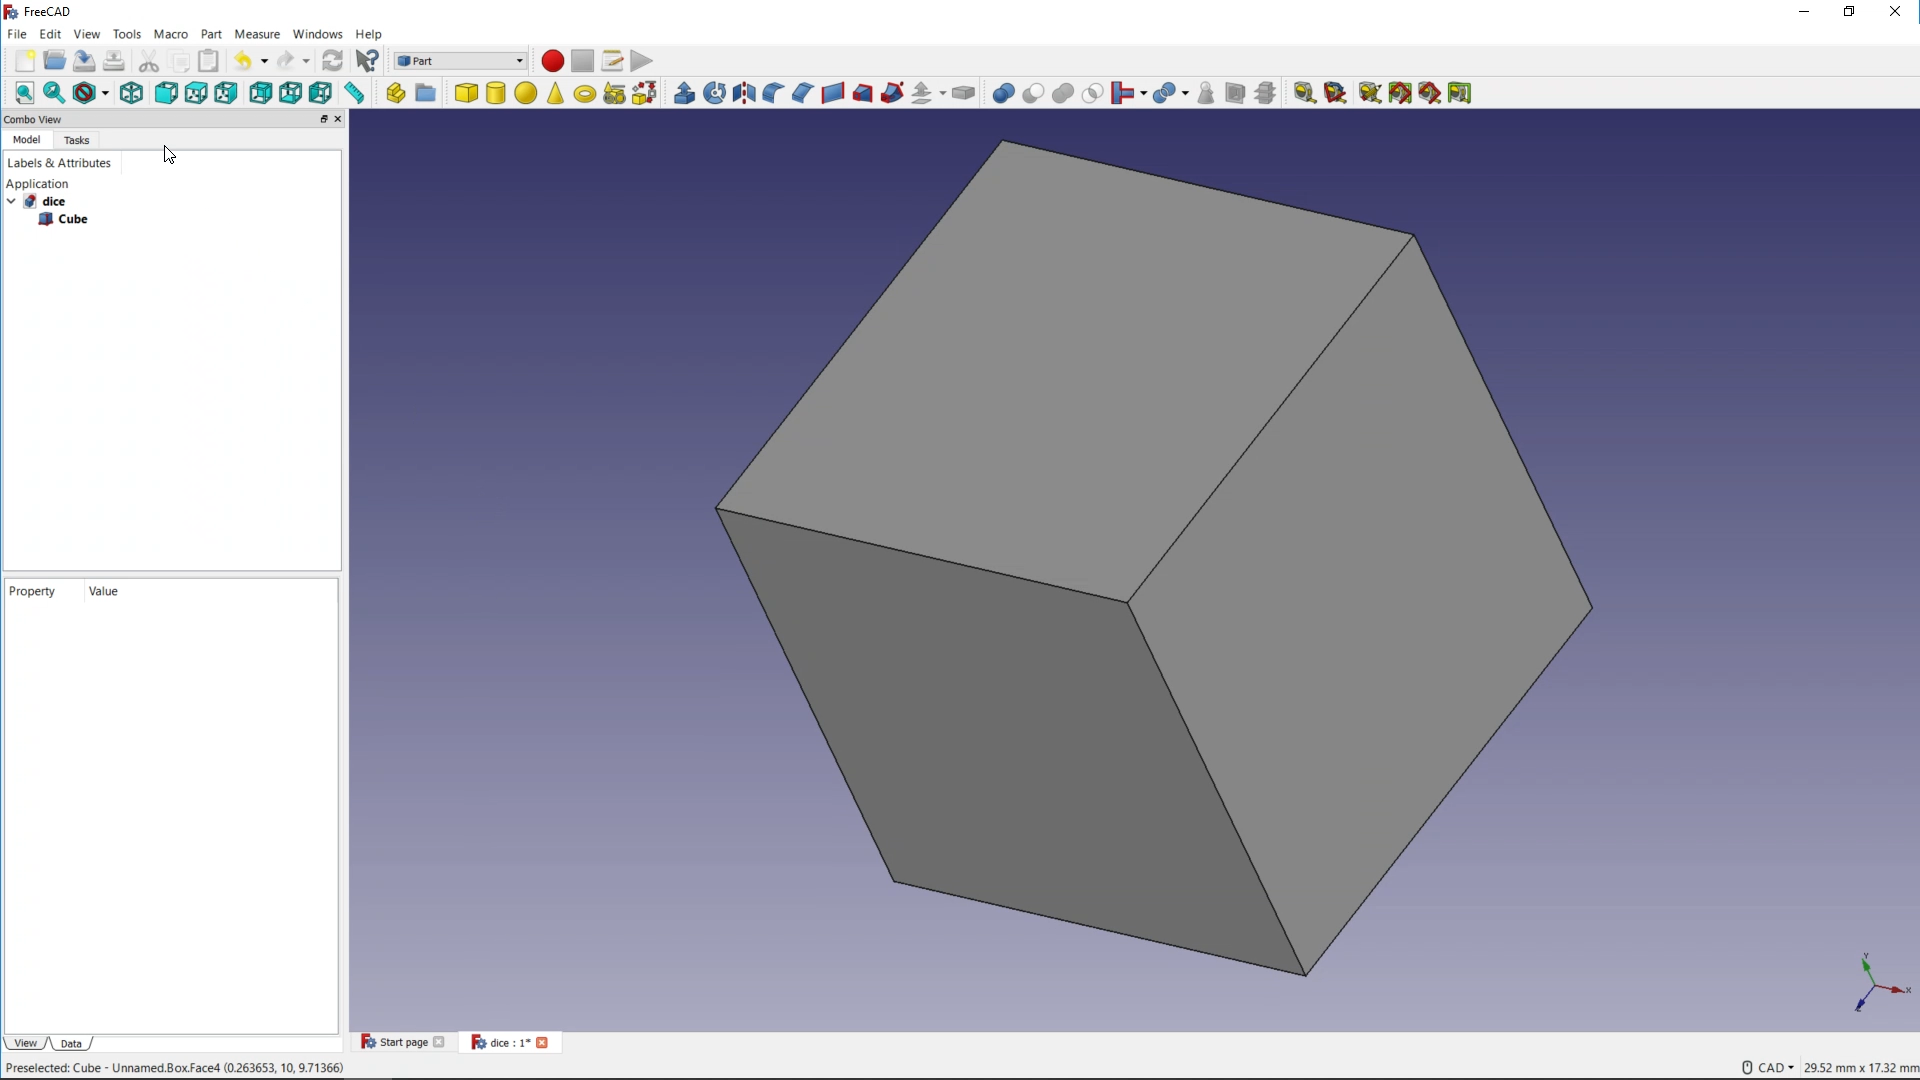 FreeCAD
File Edit View Tools Macro Part Measure Windows Help
Part
Combo View
Model Tasks
Labels & Attributes
Application
dice
Cube
Property Value
View Data
Start page dice : 1*
Y
X
Preselected: Cube - Unnamed.Box.Face4 (0.263653, 10, 9.71366) CAD 29.52 mm x 17.32 mm